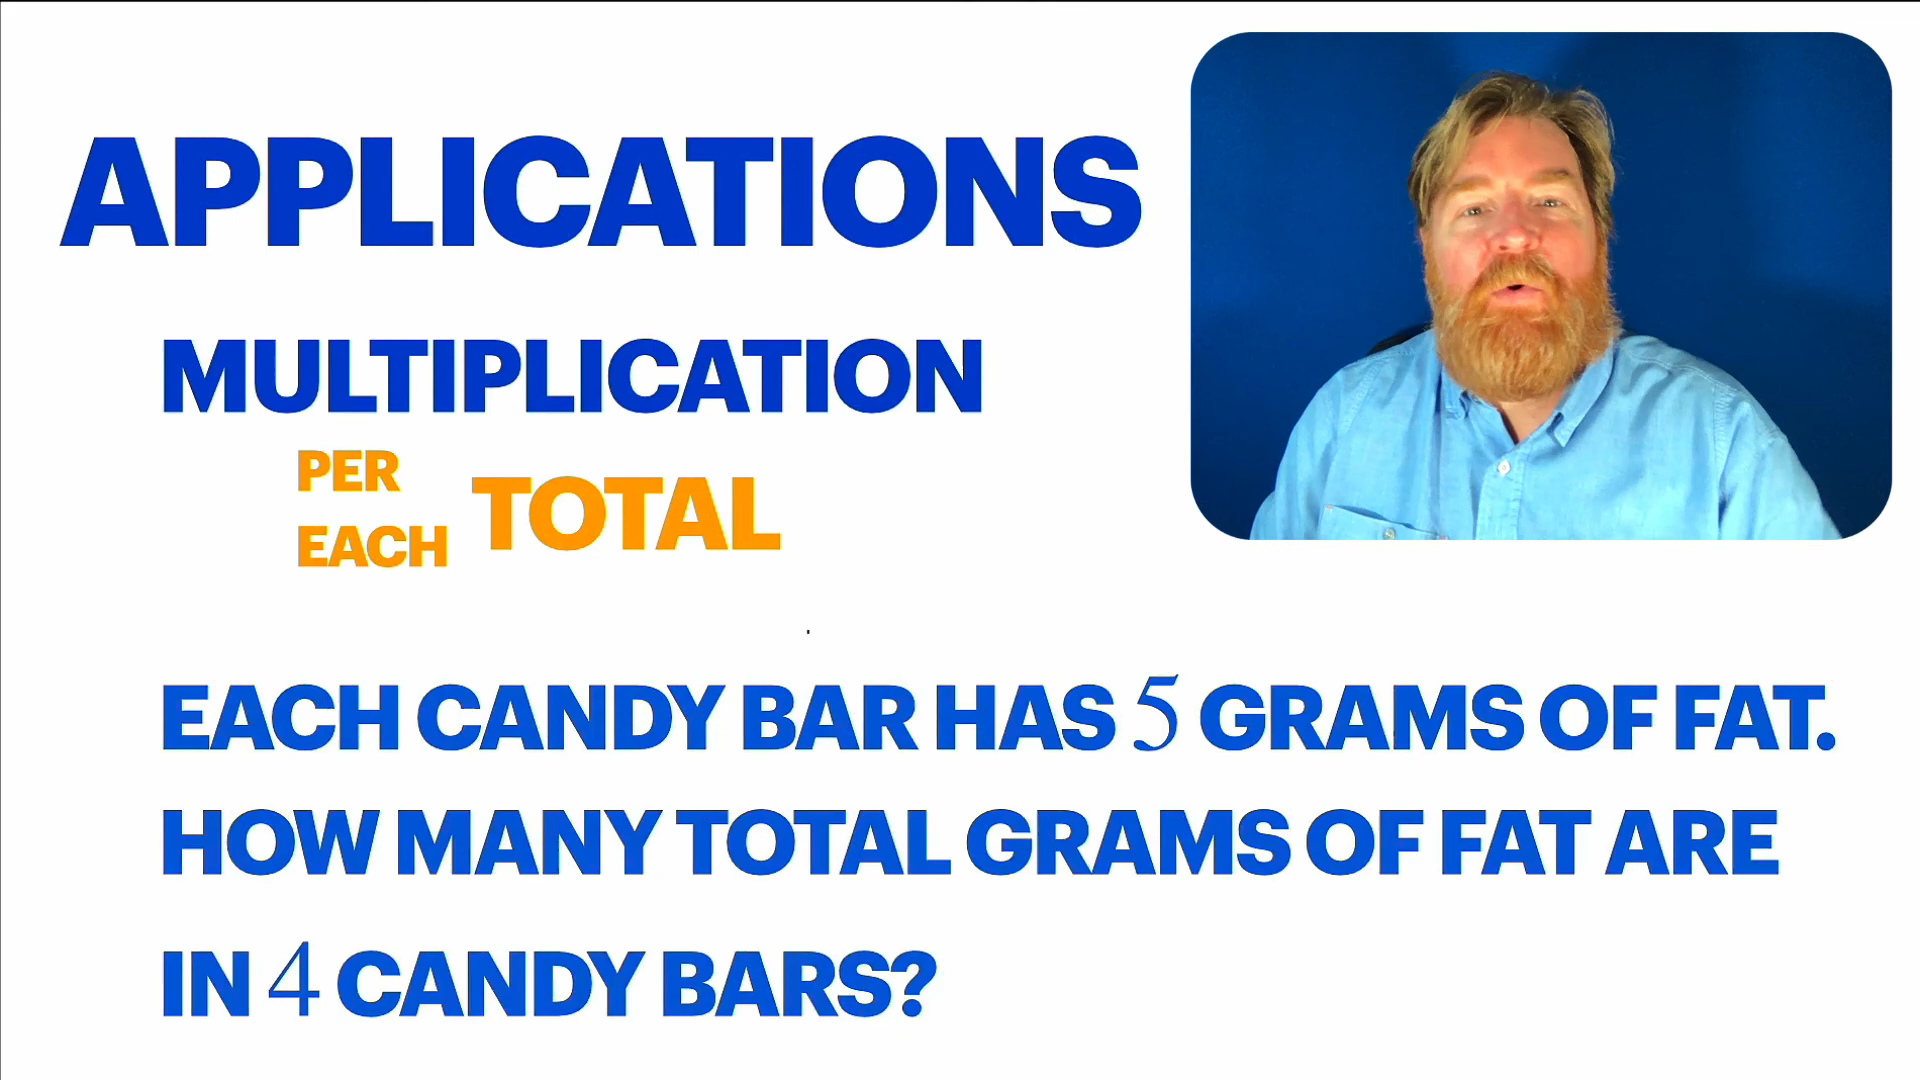 APPLICATIONS
MULTIPLICATION
PER
EACH
TOTAL
EACH CANDY BAR HAS 5 GRAMS OF FAT.
HOW MANY TOTAL GRAMS OF FAT ARE
IN 4 CANDY BARS?